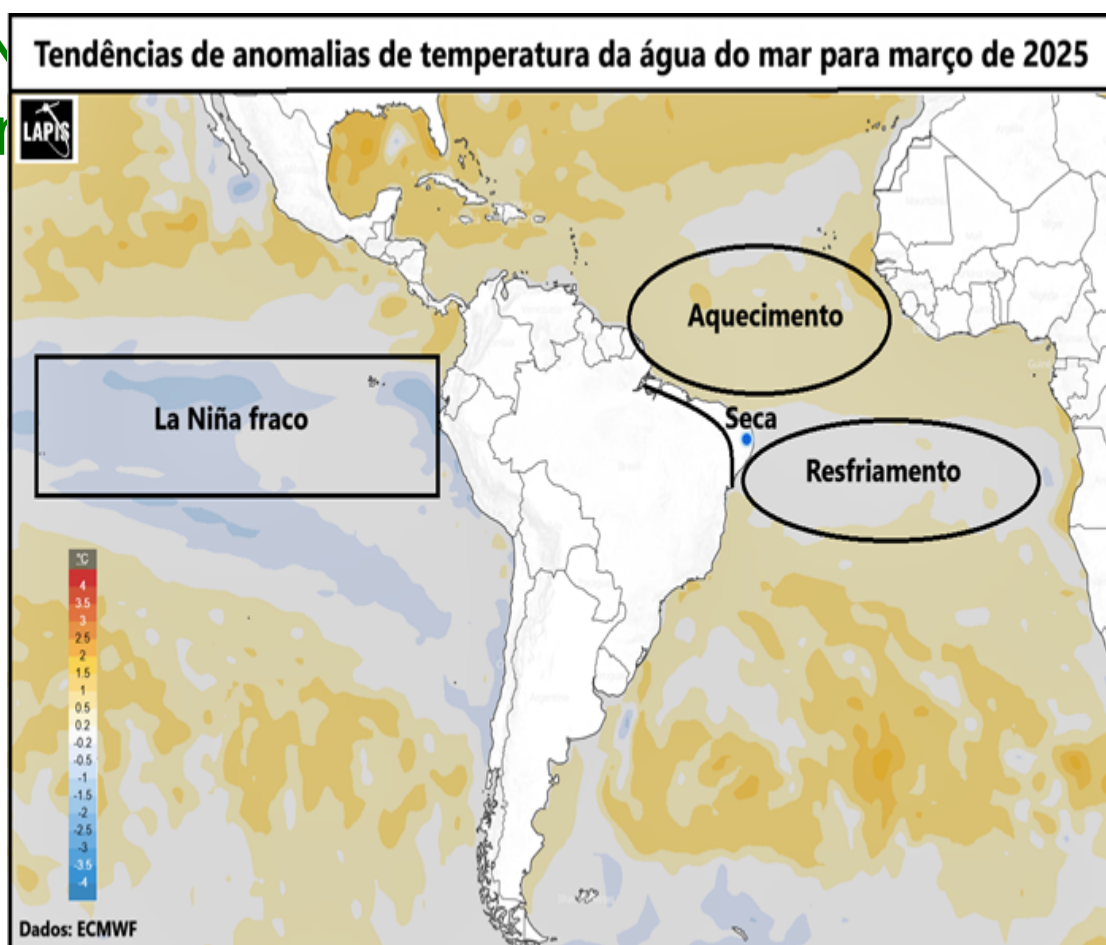 Tendências de anomalias de temperatura da água do mar para março de 2025
LAPIS
Aquecimento
La Niña fraco
Seca
Resfriamento
°C
4
3.5
3
2.5
2
1.5
1
0.5
0.2
-0.2
-0.5
-1
-1.5
-2
-2.5
-3
-3.5
-4
Dados: ECMWF